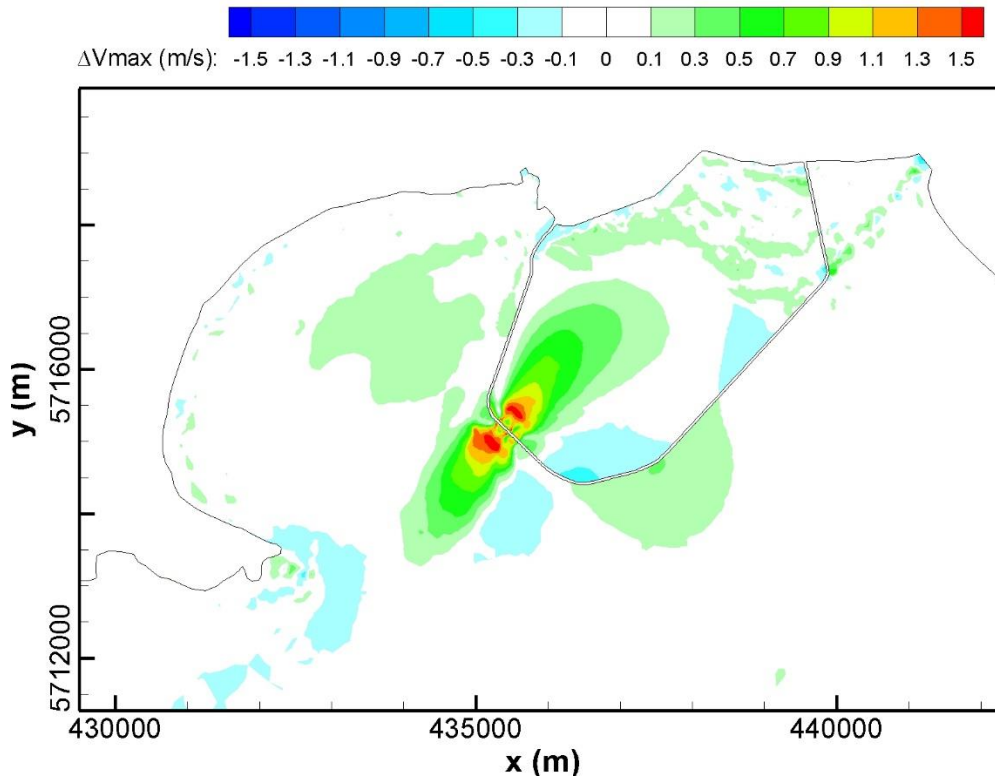 ΔVmax (m/s): -1.5 -1.3 -1.1 -0.9 -0.7 -0.5 -0.3 -0.1 0 0.1 0.3 0.5 0.7 0.9 1.1 1.3 1.5
y (m)
5716000
5712000
430000 435000 440000
x (m)